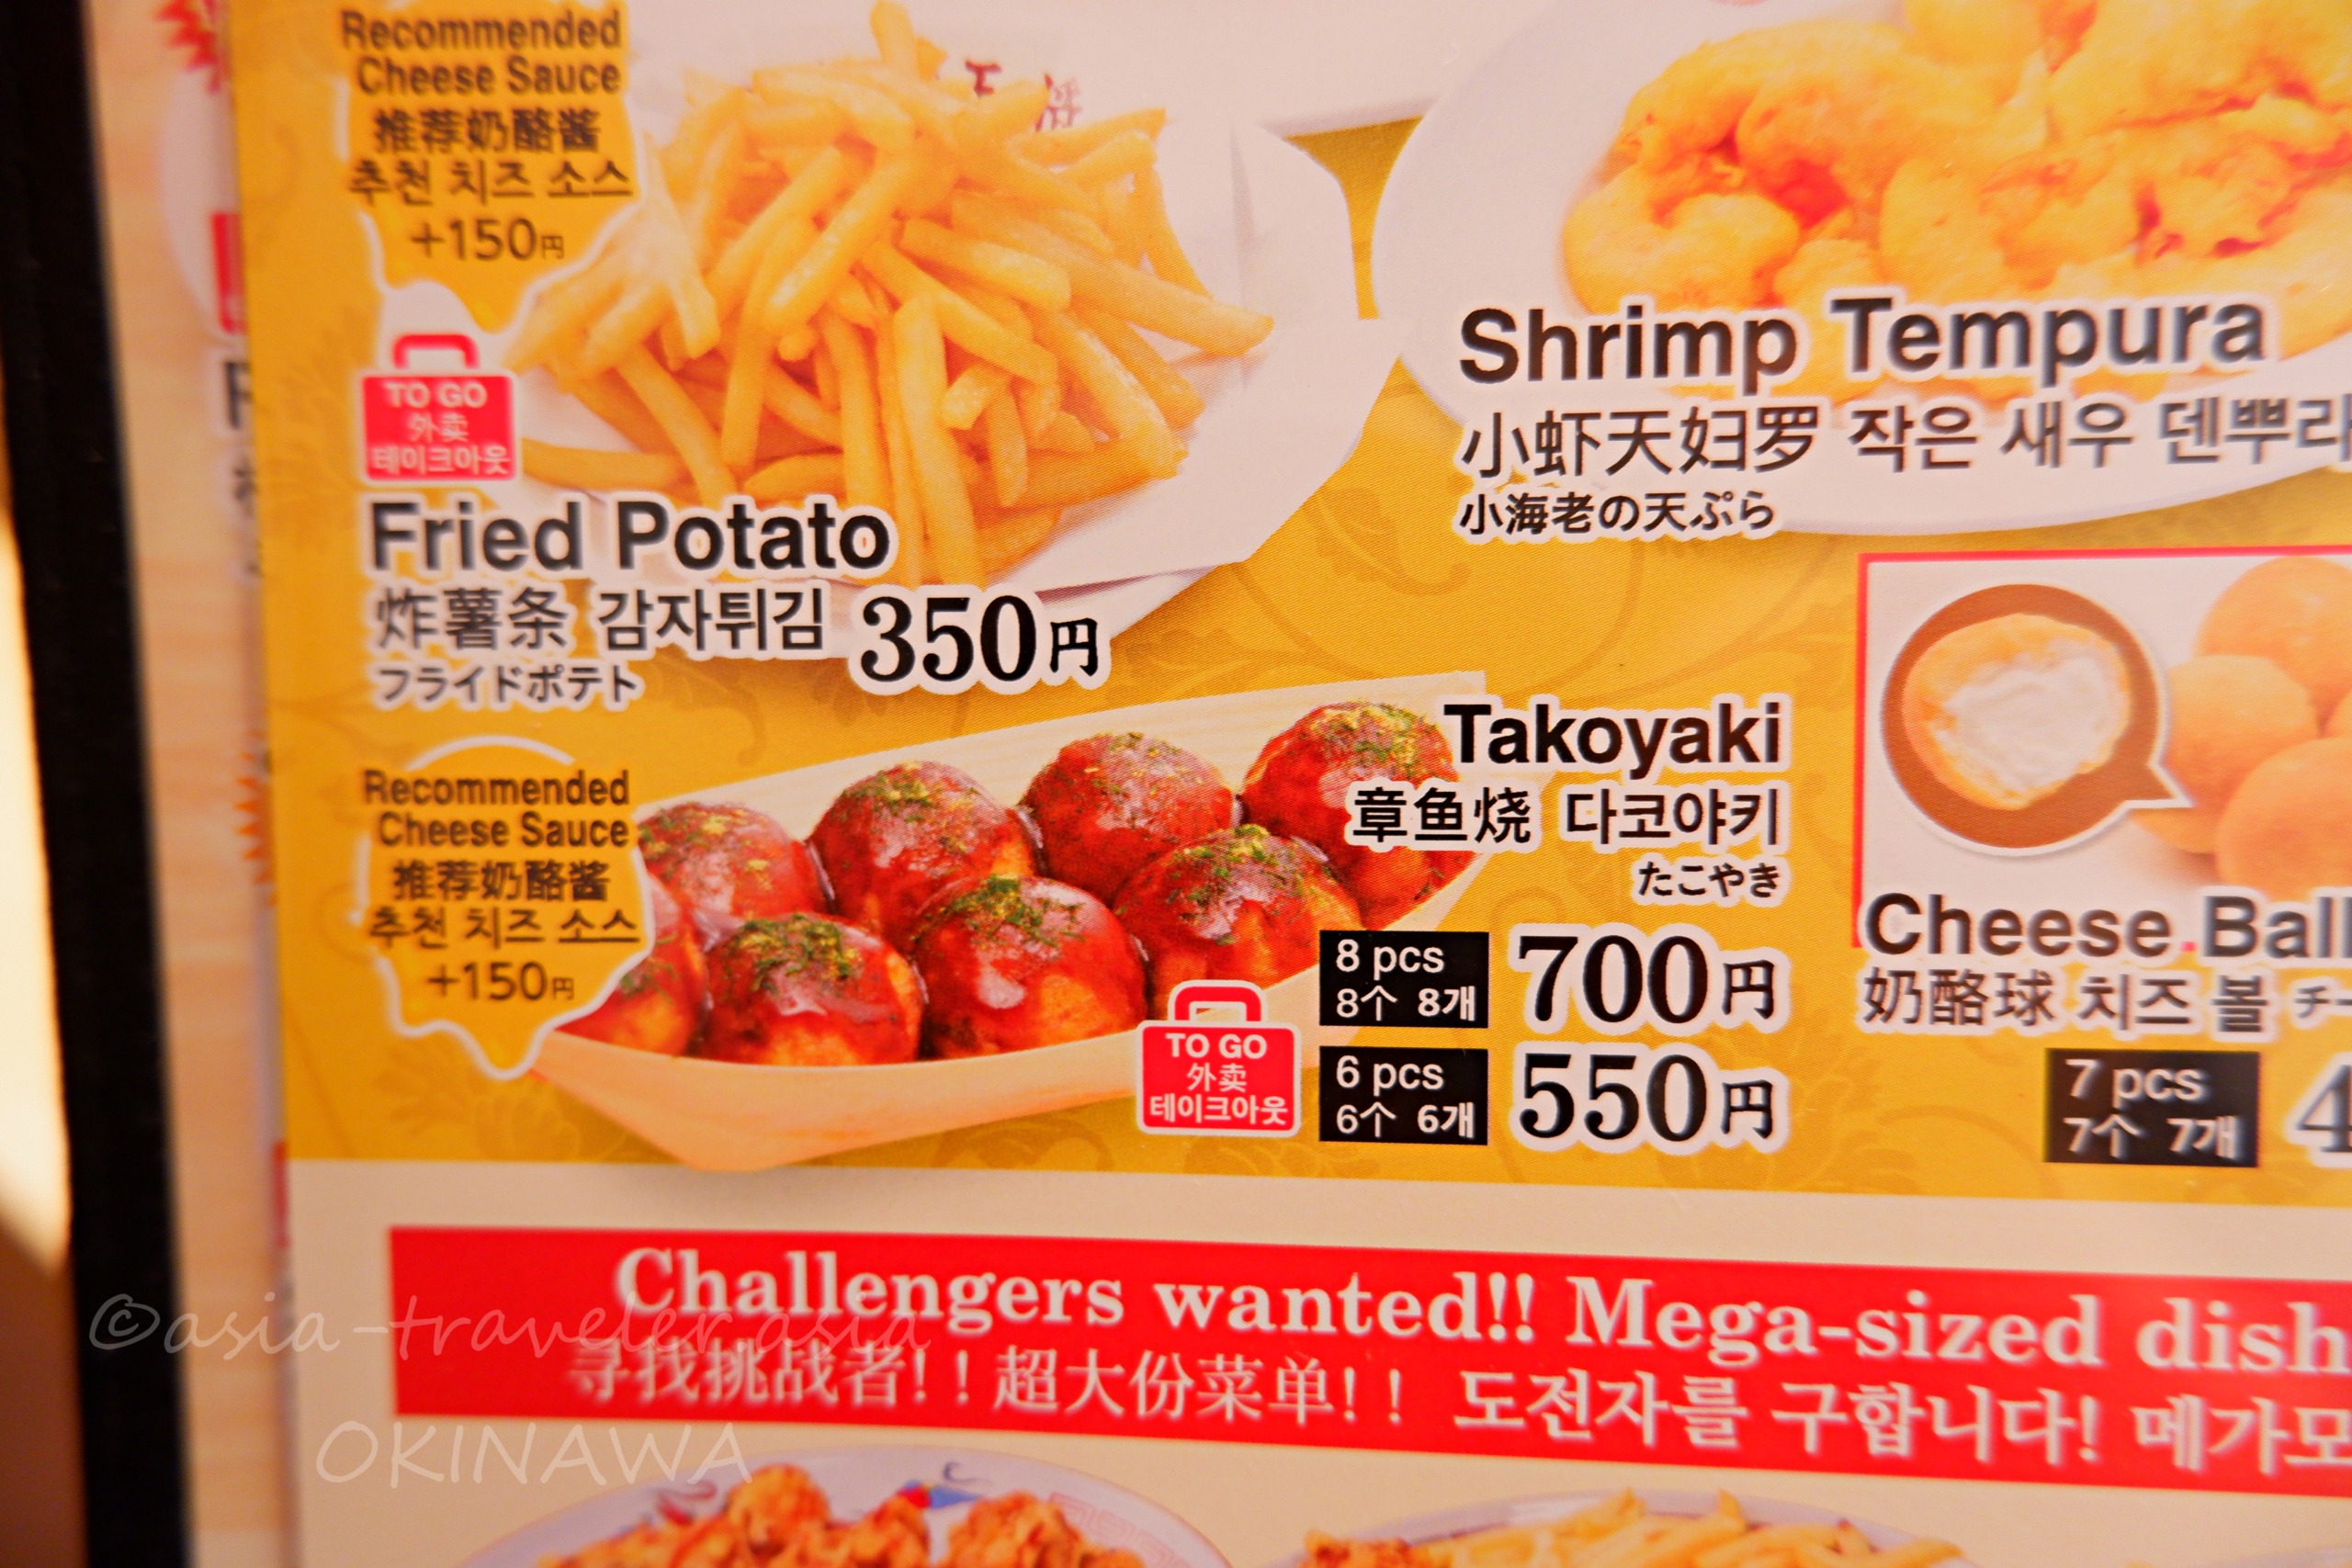 Recommended
Cheese Sauce
推荐奶酪酱
추천 치즈 소스
+150円
TO GO
外卖
테이크아웃
Fried Potato
炸薯条 감자튀김 350円
フライドポテト
Shrimp Tempura
小虾天妇罗 작은 새우 덴뿌라
小海老の天ぷら
Recommended
Cheese Sauce
推荐奶酪酱
추천 치즈 소스
+150円
Takoyaki
章鱼烧 다코야키
たこやき
8 pcs
8个 8개
700円
6 pcs
6个 6개
550円
TO GO
外卖
테이크아웃
Cheese Ball
奶酪球 치즈 볼 チー
7 pcs
7个 7개
4
Challengers wanted!! Mega-sized dish
寻找挑战者!!超大份菜单!! 도전자를 구합니다! 메가모
©asia-traveler.asia
OKINAWA